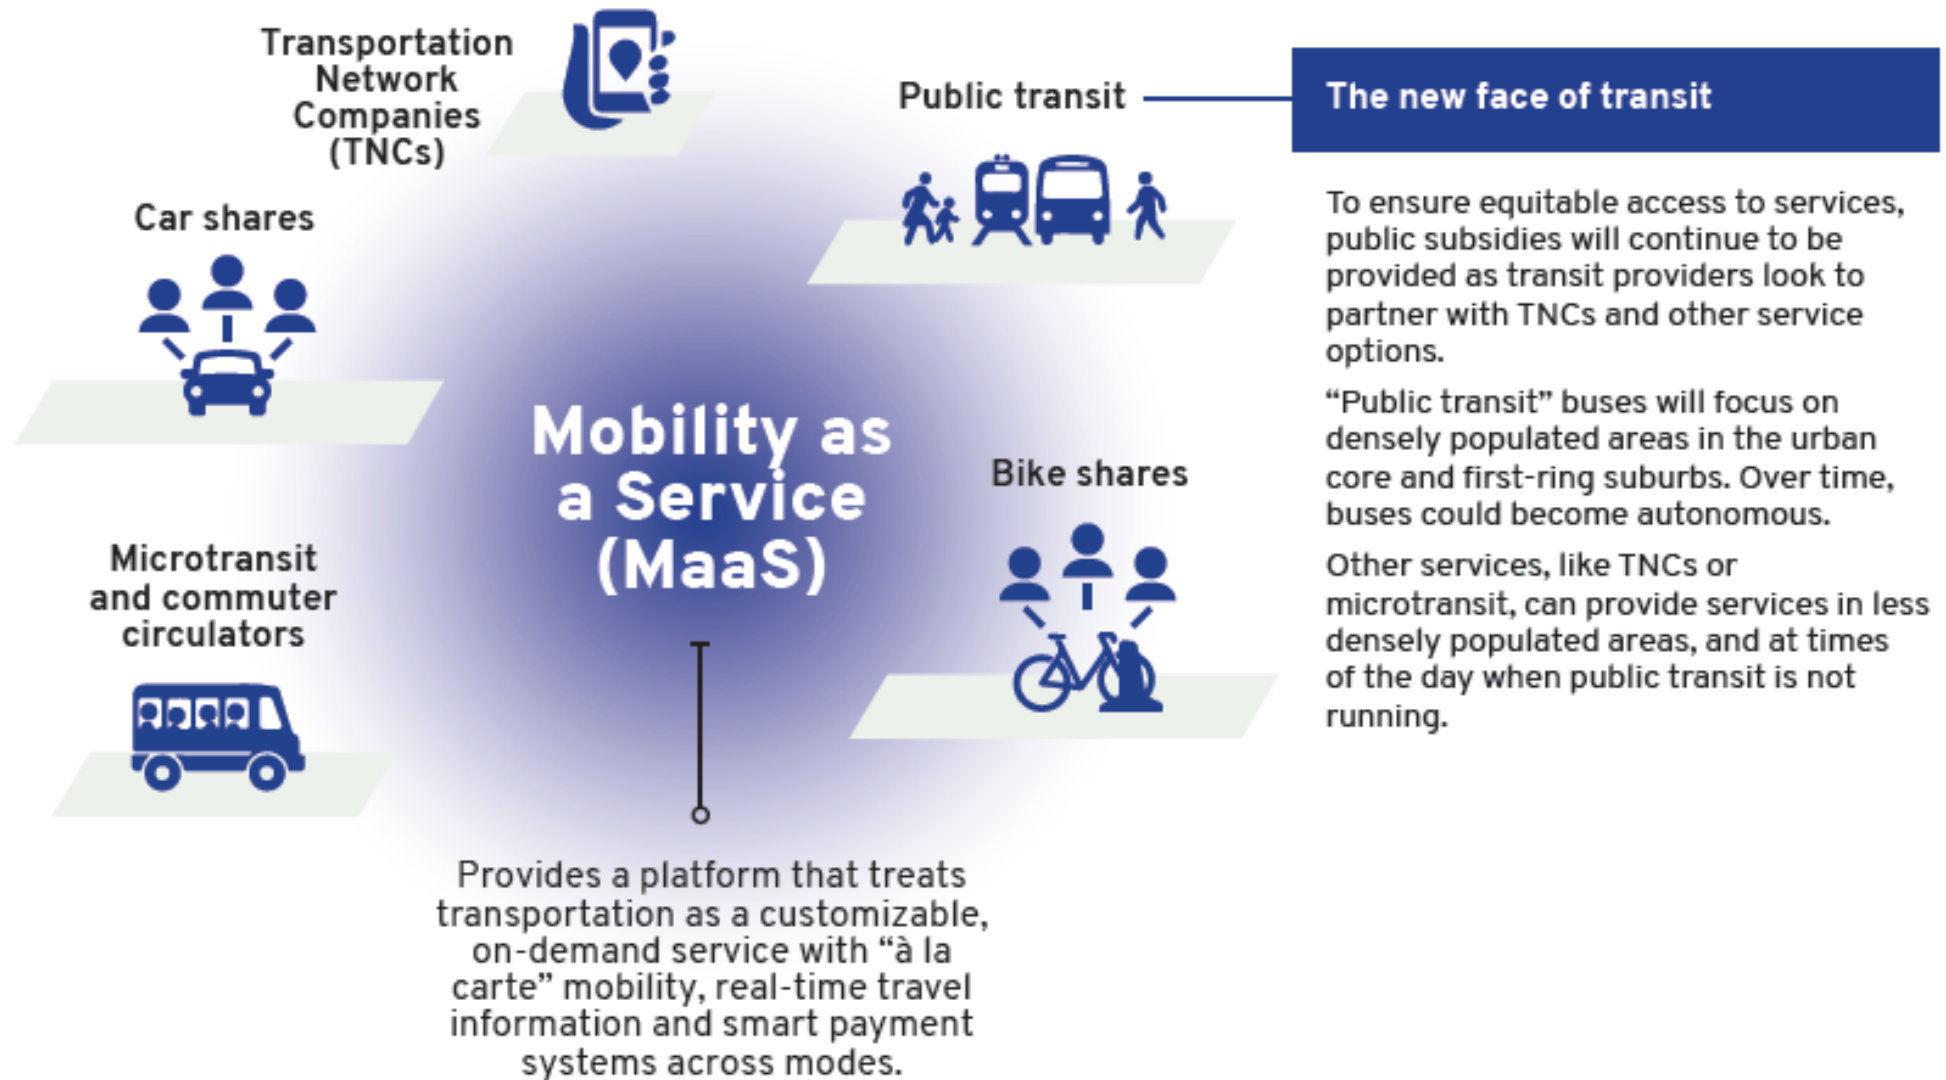 Transportation
Network
Companies
(TNCs)
Public transit
The new face of transit
Car shares
To ensure equitable access to services,
public subsidies will continue to be
provided as transit providers look to
partner with TNCs and other service
options.
“Public transit” buses will focus on
densely populated areas in the urban
core and first-ring suburbs. Over time,
buses could become autonomous.
Other services, like TNCs or
microtransit, can provide services in less
densely populated areas, and at times
of the day when public transit is not
running.
Mobility as
a Service
(MaaS)
Bike shares
Microtransit
and commuter
circulators
Provides a platform that treats
transportation as a customizable,
on-demand service with “à la
carte” mobility, real-time travel
information and smart payment
systems across modes.